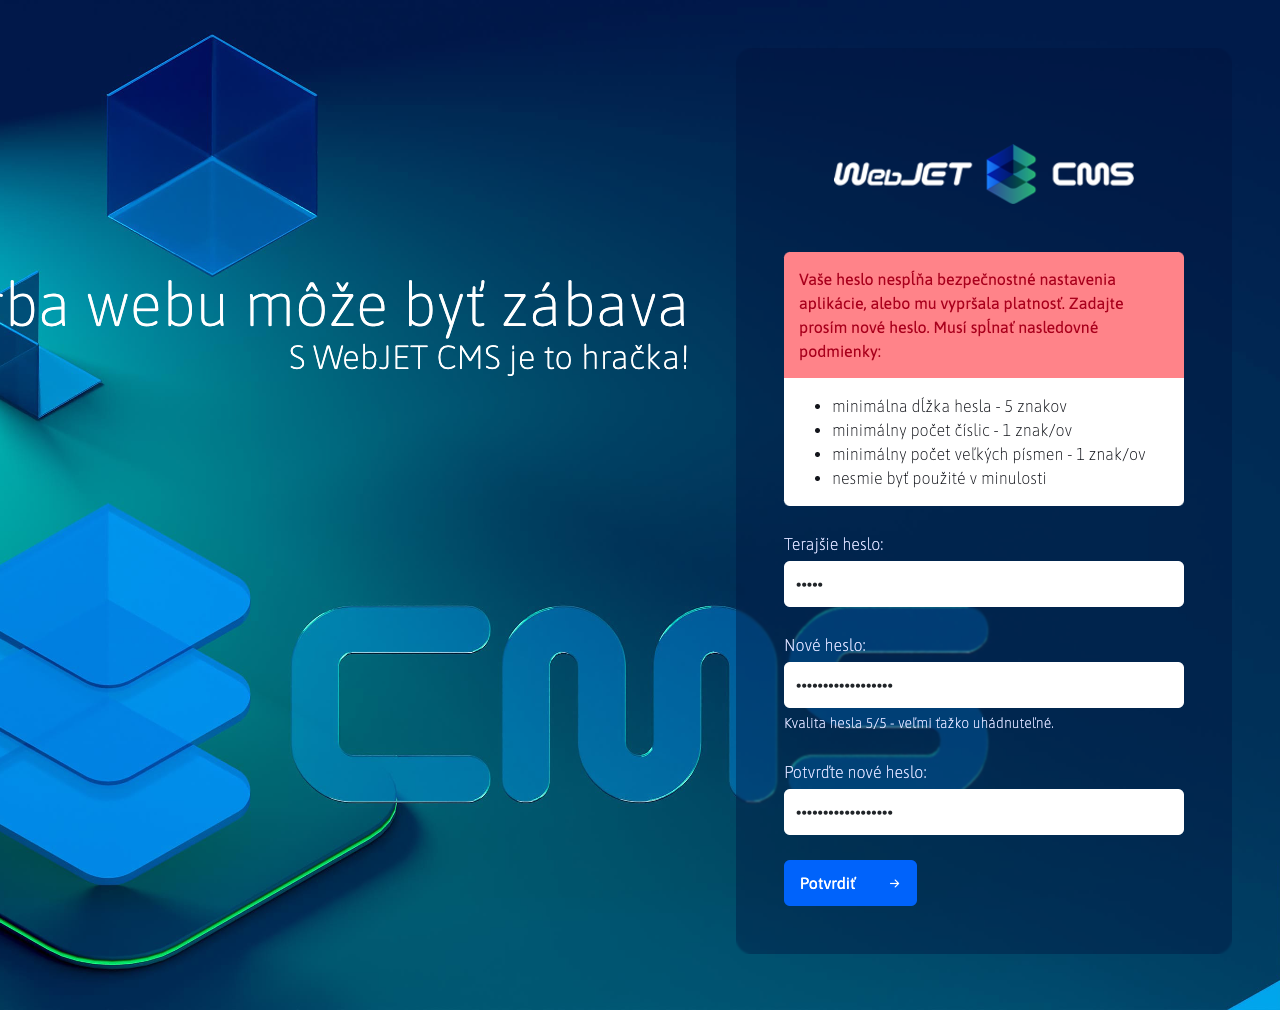 webu môže byť zábava
S WebJET CMS je to hračka!
CMS
WebJET CMS
Vaše heslo nespĺňa bezpečnostné nastavenia
aplikácie, alebo mu vypršala platnosť. Zadajte
prosím nové heslo. Musí spĺnať nasledovné
podmienky:
minimálna dĺžka hesla - 5 znakov
minimálny počet číslic - 1 znak/ov
minimálny počet veľkých písmen - 1 znak/ov
nesmie byť použité v minulosti
Terajšie heslo:
Nové heslo:
Kvalita hesla 5/5 - veľmi ťažko uhádnuteľné.
Potvrďte nové heslo:
Potvrdiť